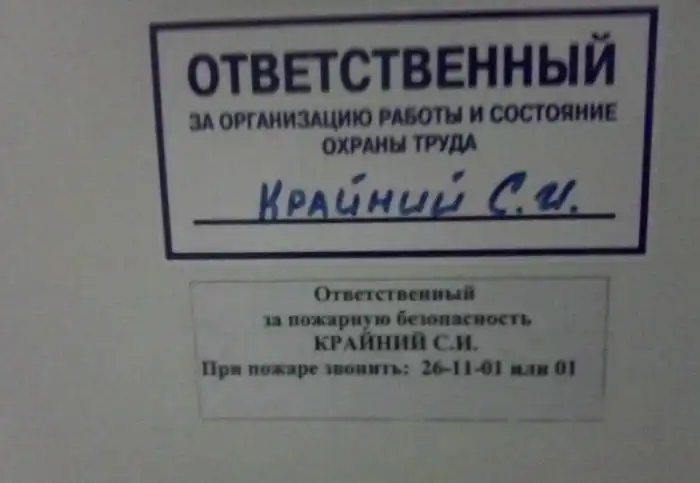 ОТВЕТСТВЕННЫЙ
ЗА ОРГАНИЗАЦИЮ РАБОТЫ И СОСТОЯНИЕ
ОХРАНЫ ТРУДА
КРАЙНИЙ С.И.
Ответственный
за пожарную безопасность
КРАЙНИЙ С.И.
При пожаре звонить: 26-11-01 или 01